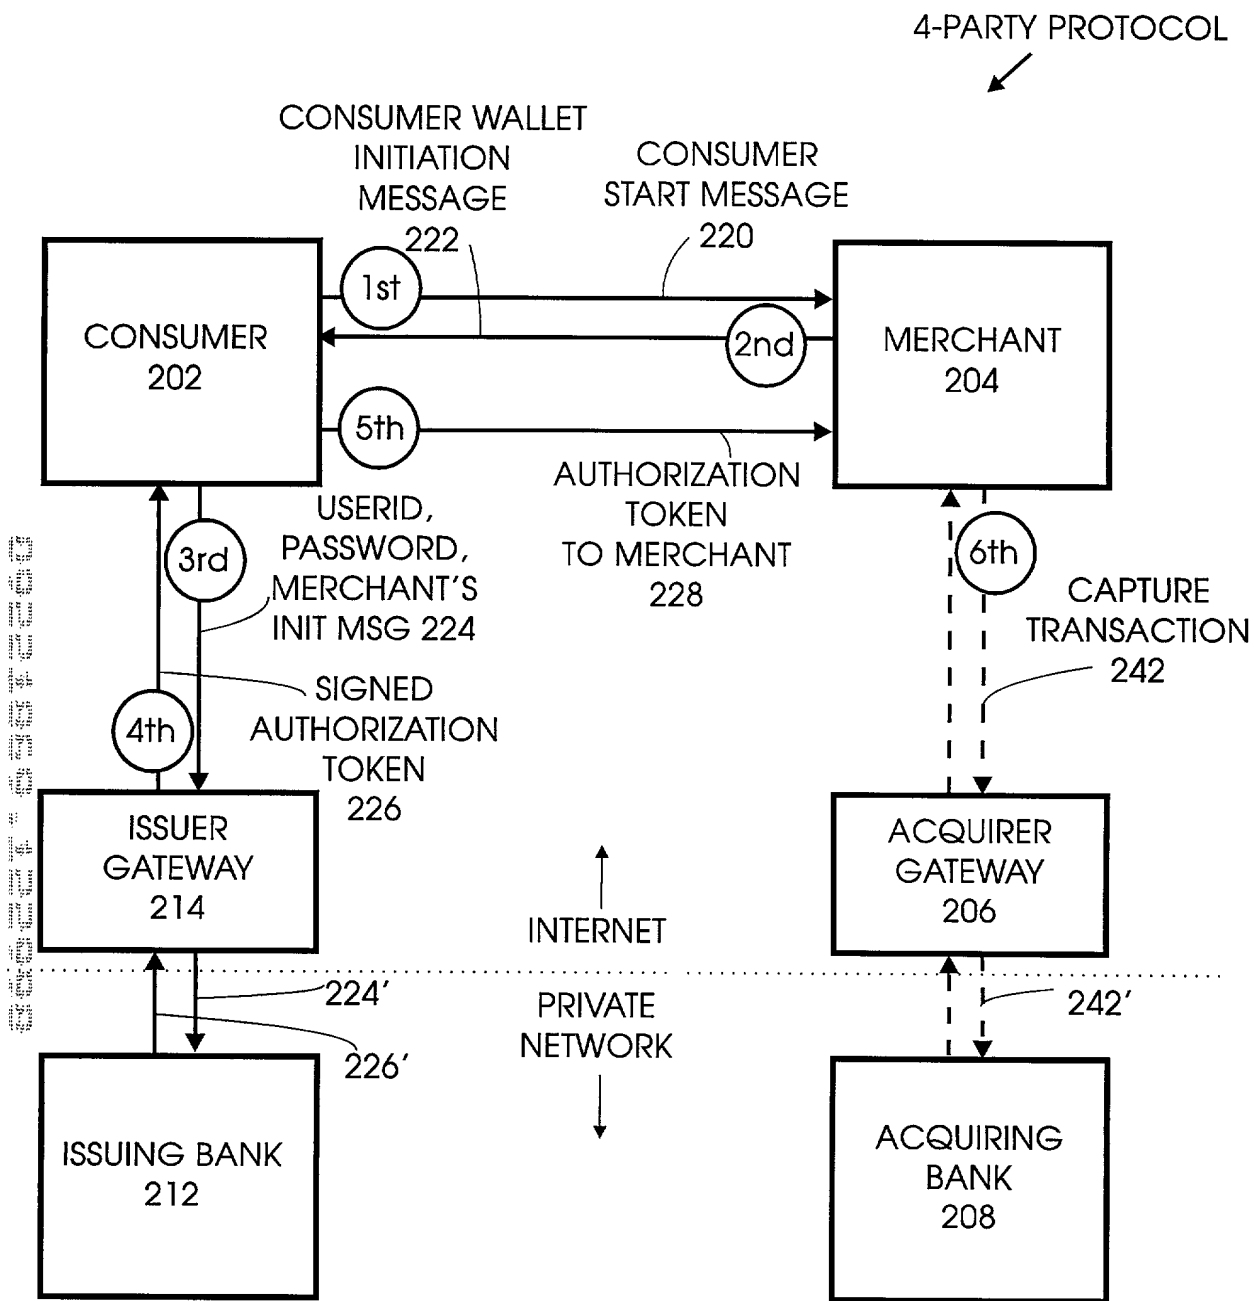 4-PARTY PROTOCOL
CONSUMER WALLET
INITIATION
MESSAGE
222
CONSUMER
START MESSAGE
220
CONSUMER
202
1st
2nd
5th
MERCHANT
204
AUTHORIZATION
TOKEN
TO MERCHANT
228
USERID,
PASSWORD,
MERCHANT'S
INIT MSG 224
3rd
6th
CAPTURE
TRANSACTION
242
SIGNED
AUTHORIZATION
TOKEN
226
4th
ISSUER
GATEWAY
214
ACQUIRER
GATEWAY
206
INTERNET
PRIVATE
NETWORK
224'
226'
242'
ISSUING BANK
212
ACQUIRING
BANK
208